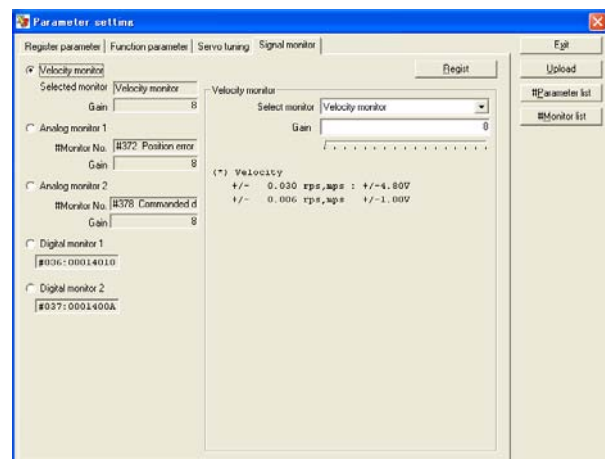 Parameter setting
Register parameter Function parameter Servo tuning Signal monitor
Exit
Upload
#Parameter list
#Monitor list
Velocity monitor
Selected monitor Velocity monitor
Gain 8
Analog monitor 1
#Monitor No. #372 Position error
Gain 8
Analog monitor 2
#Monitor No. #378 Commanded d
Gain 8
Digital monitor 1
#036:00014010
Digital monitor 2
#037:0001400A
Regist
Velocity monitor
Select monitor Velocity monitor
Gain 8
(*) Velocity
+/- 0.030 rps,mps : +/-4.80V
+/- 0.006 rps,mps +/-1.00V